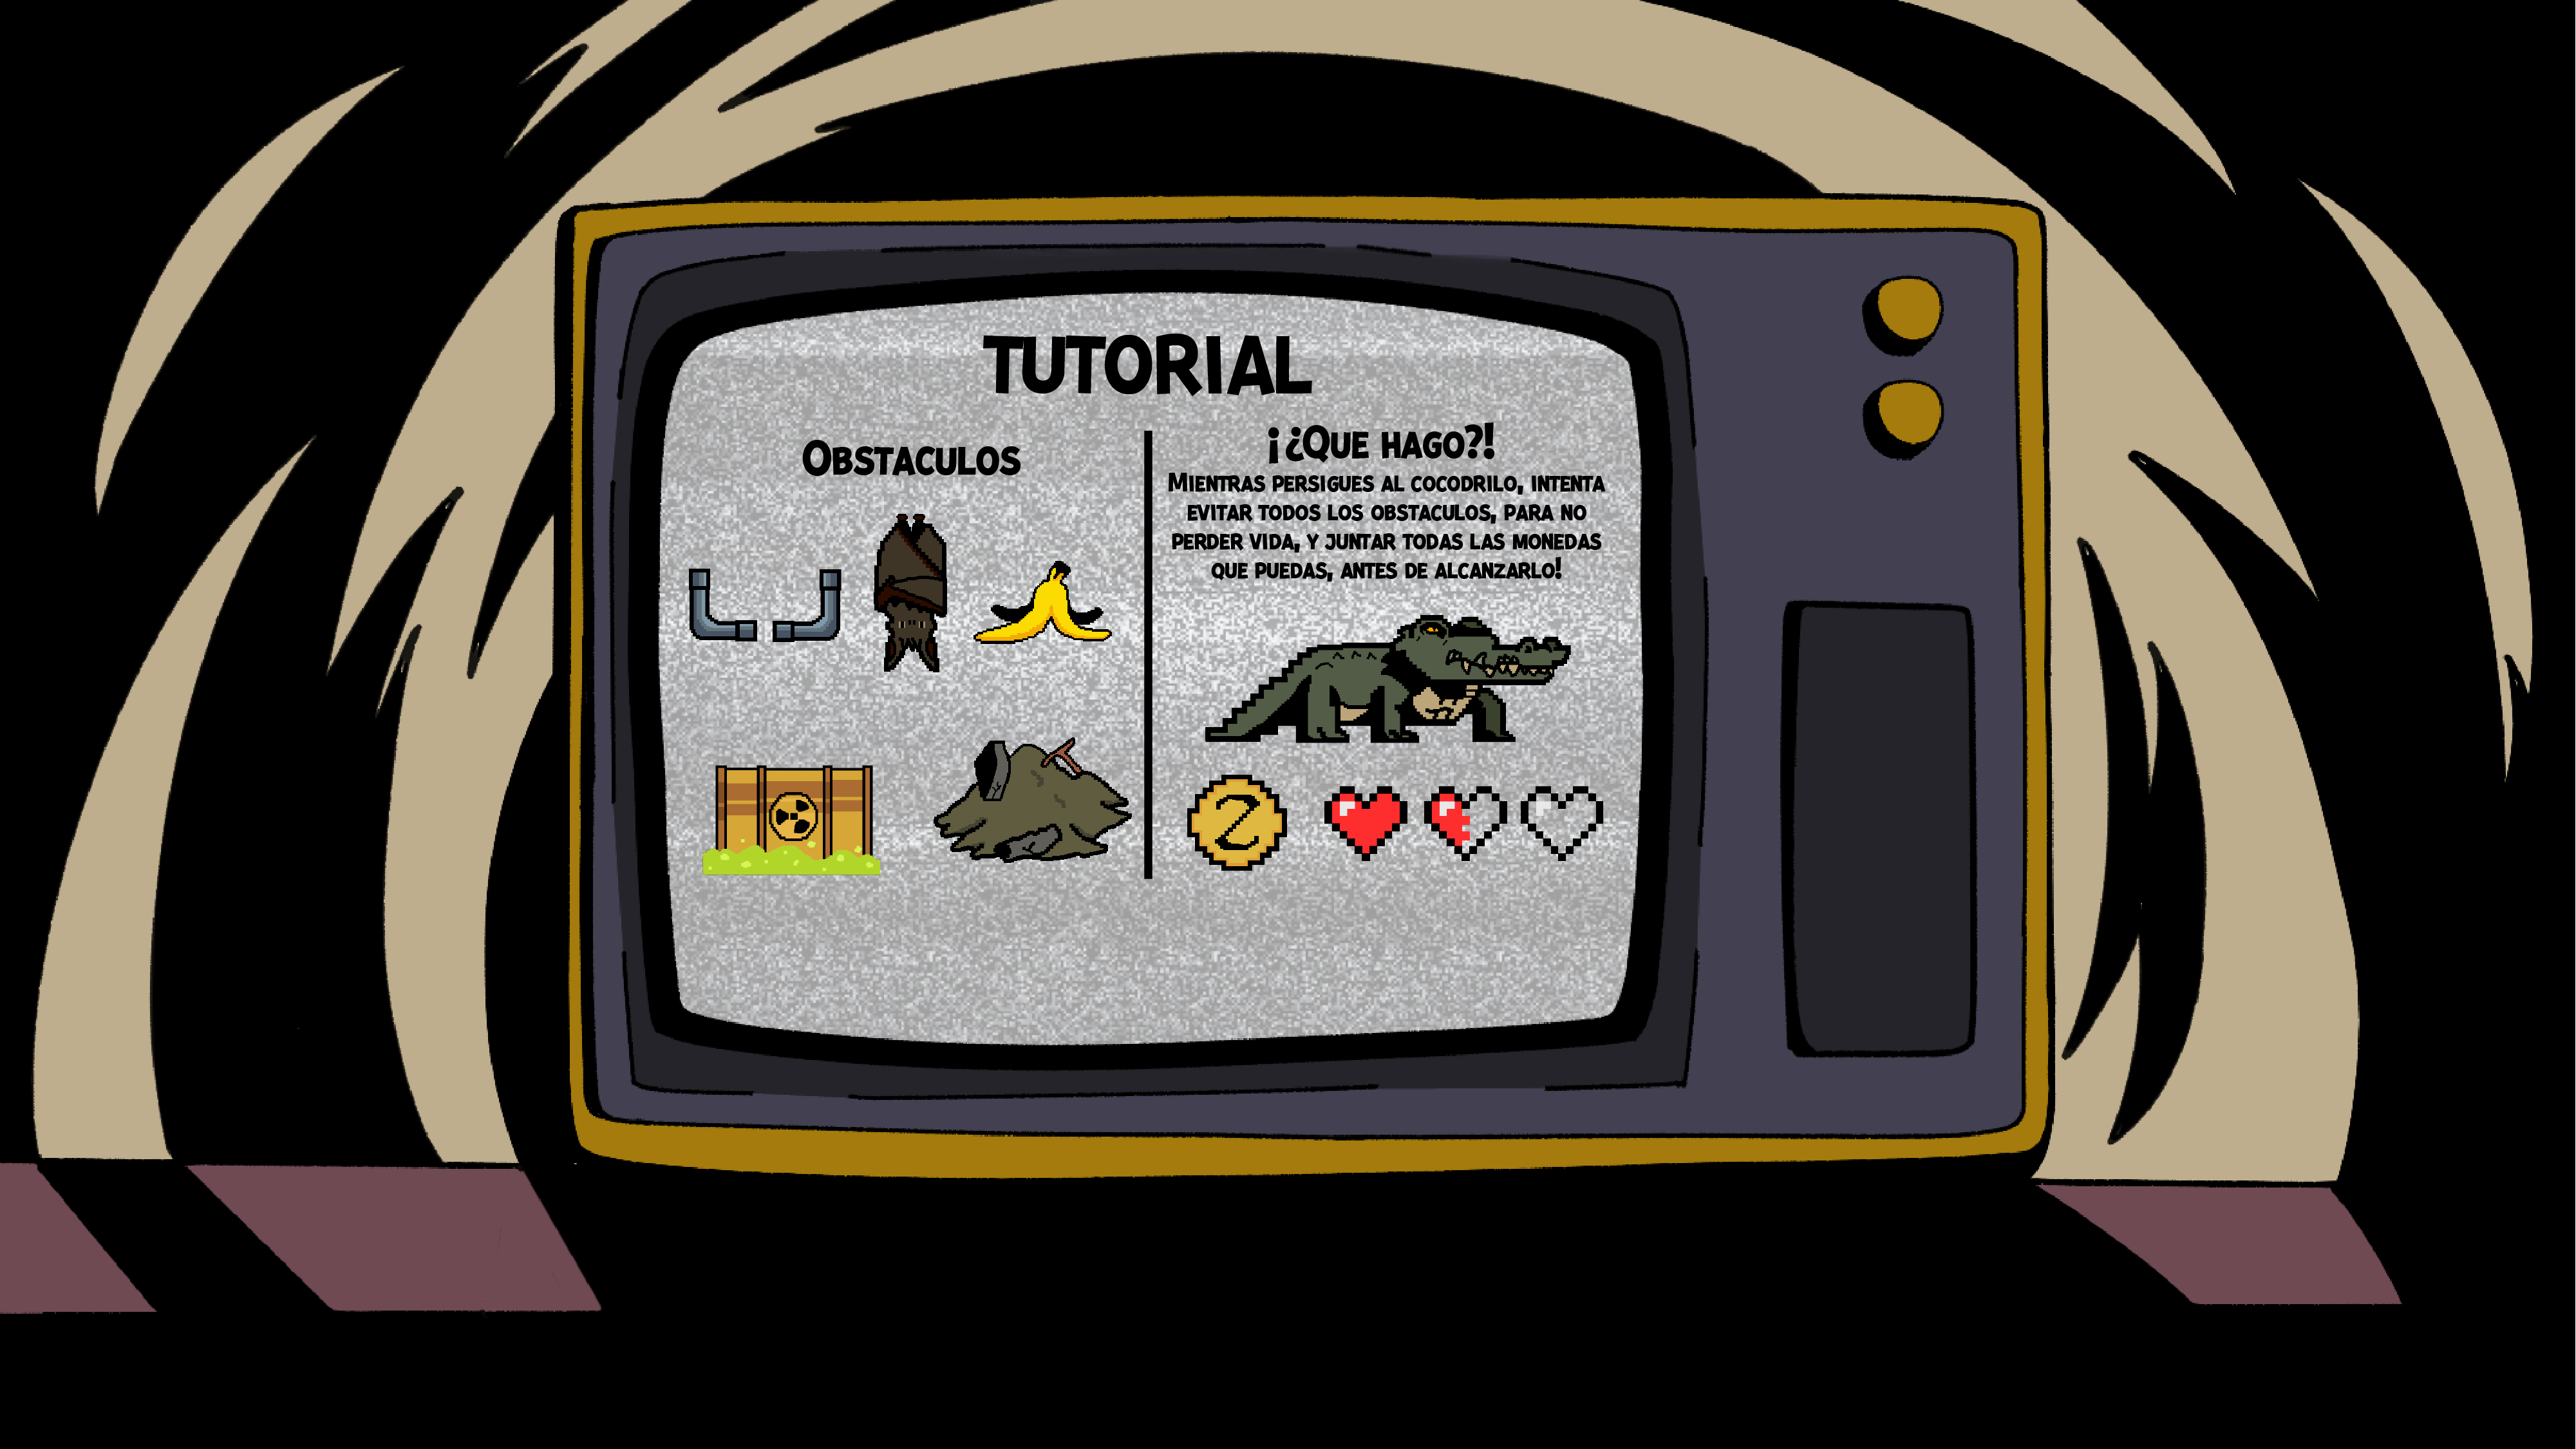 TUTORIAL
OBSTACULOS
¡¿QUE HAGO?!
MIENTRAS PERSIGUES AL COCODRILO, INTENTA
EVITAR TODOS LOS OBSTACULOS, PARA NO
PERDER VIDA, Y JUNTAR TODAS LAS MONEDAS
QUE PUEDAS, ANTES DE ALCANZARLO!
Z